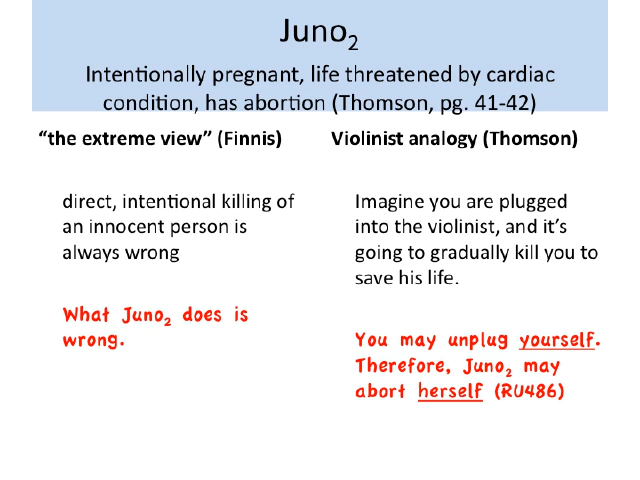 Juno₂
Intentionally pregnant, life threatened by cardiac
condition, has abortion (Thomson, pg. 41-42)
“the extreme view” (Finnis)
direct, intentional killing of
an innocent person is
always wrong
What Juno₂ does is
wrong.
Violinist analogy (Thomson)
Imagine you are plugged
into the violinist, and it’s
going to gradually kill you to
save his life.
You may unplug yourself.
Therefore, Juno₂ may
abort herself (RU486)